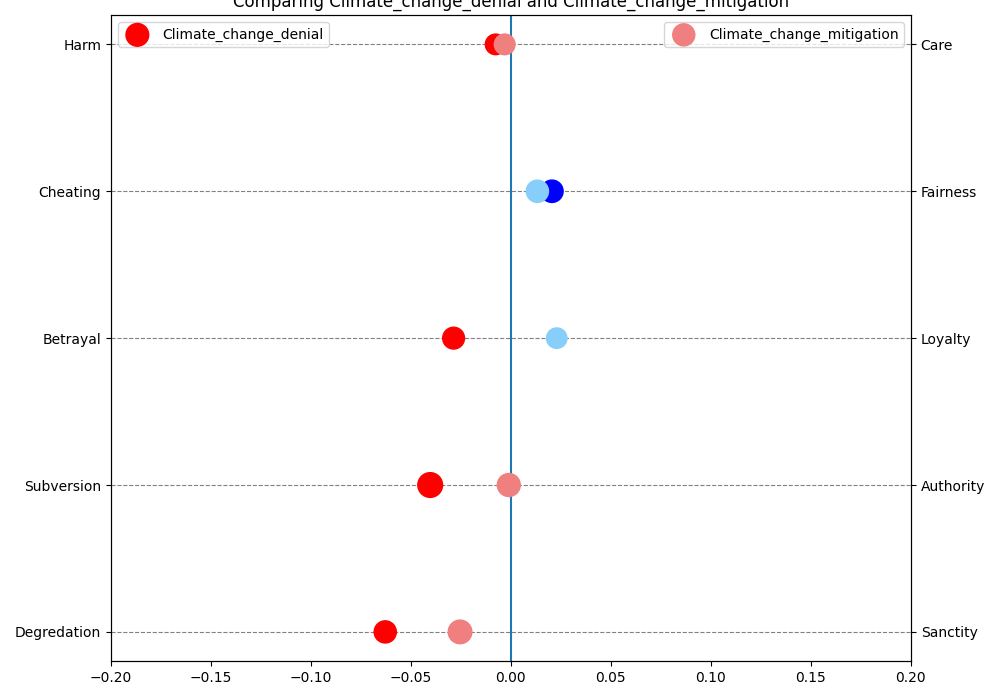 Comparing Climate_change_denial and Climate_change_mitigation
Climate_change_denial
Climate_change_mitigation
Harm
Care
Cheating
Fairness
Betrayal
Loyalty
Subversion
Authority
Degredation
Sanctity
−0.20 −0.15 −0.10 −0.05 0.00 0.05 0.10 0.15 0.20